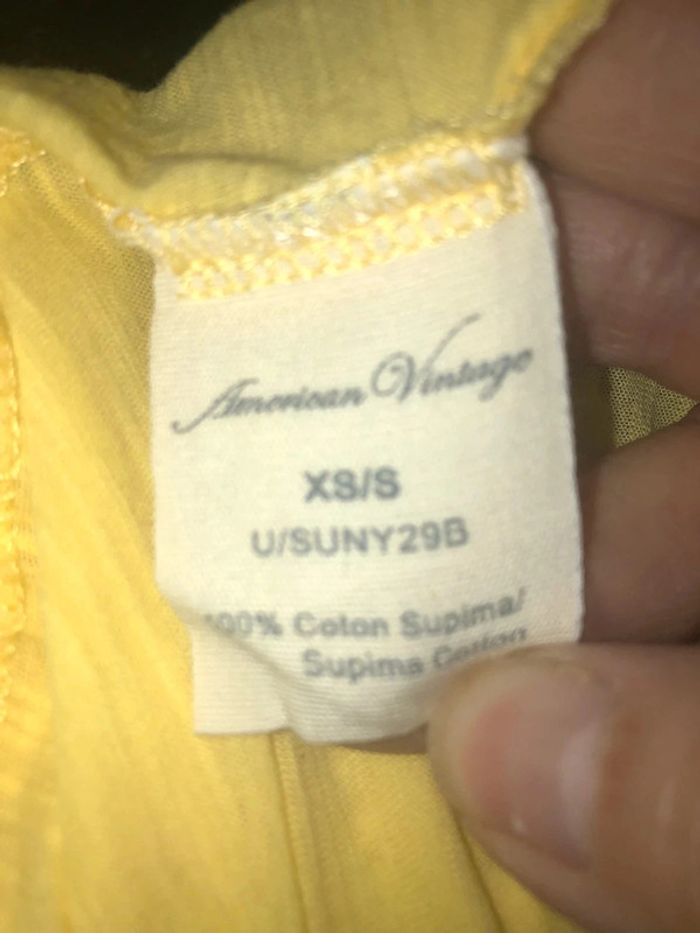 American Vintage
XS/S
U/SUNY29B
100% Coton Supima/
Supima Cotton